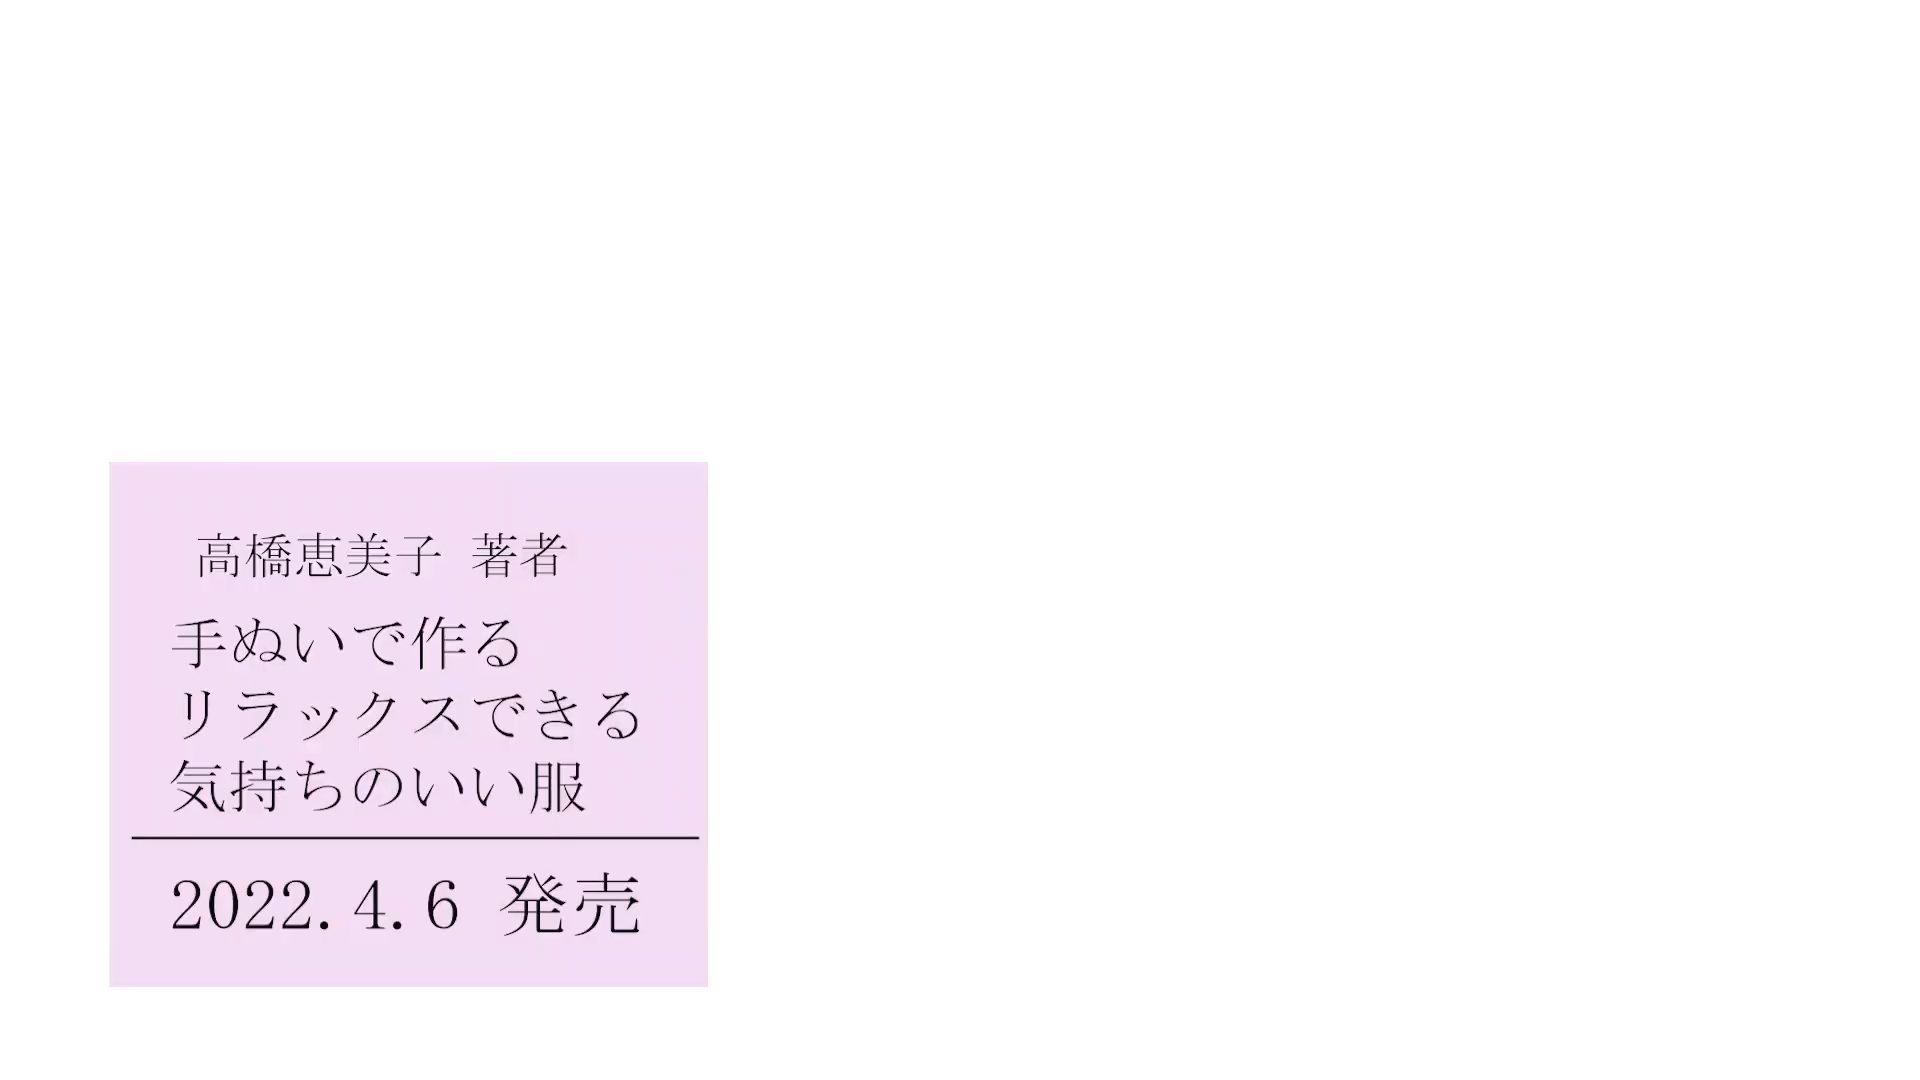 高橋恵美子 著者
手ぬいで作る
リラックスできる
気持ちのいい服
2022.4.6 発売